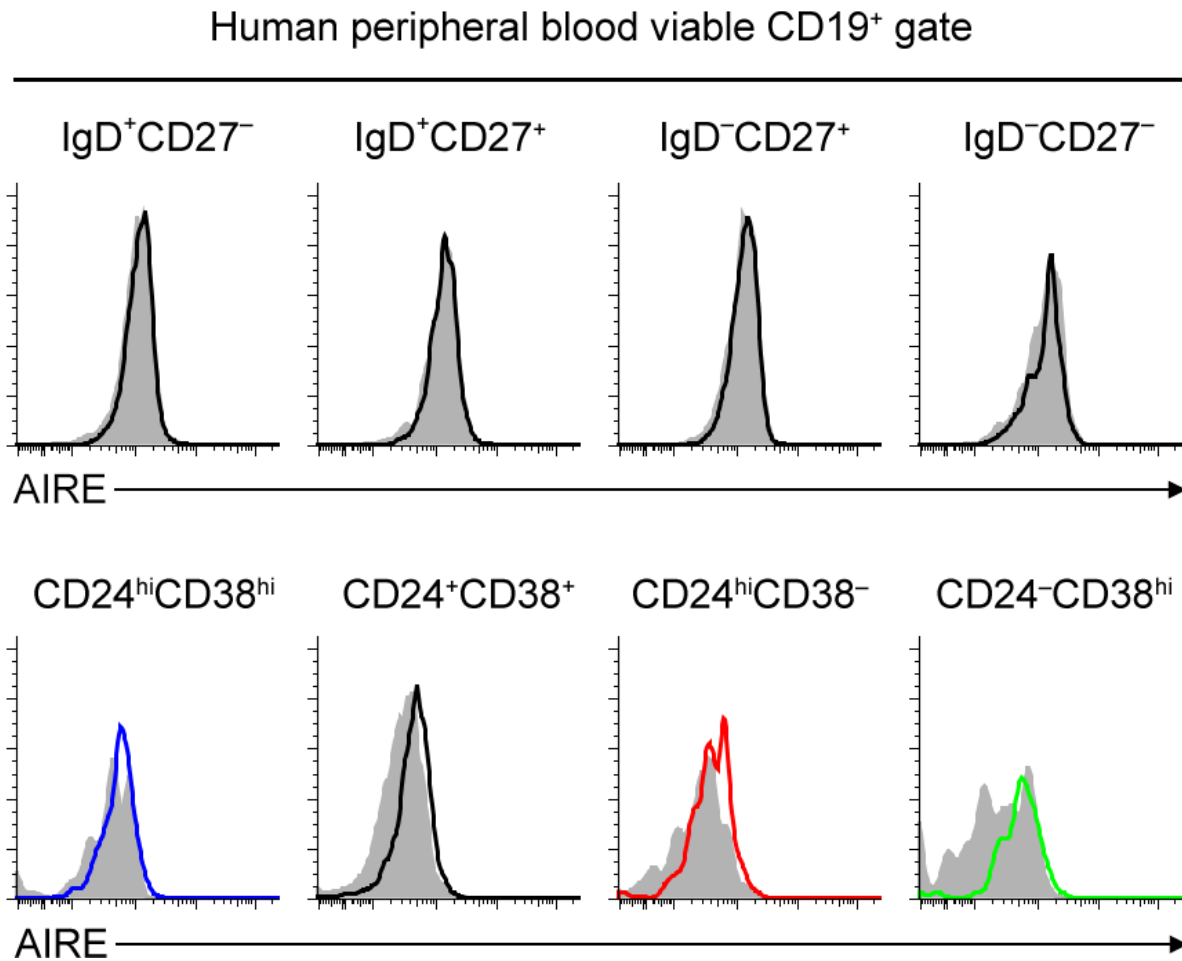 Human peripheral blood viable CD19⁺ gate
IgD⁺CD27⁻ IgD⁺CD27⁺ IgD⁻CD27⁺ IgD⁻CD27⁻
AIRE
CD24ʰⁱCD38ʰⁱ CD24⁺CD38⁺ CD24ʰⁱCD38⁻ CD24⁻CD38ʰⁱ
AIRE